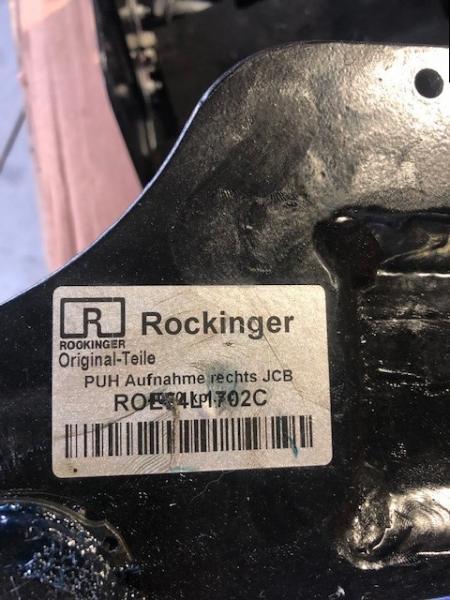 R
ROCKINGER
Rockinger
Original-Teile
PUH Aufnahme rechts JCB